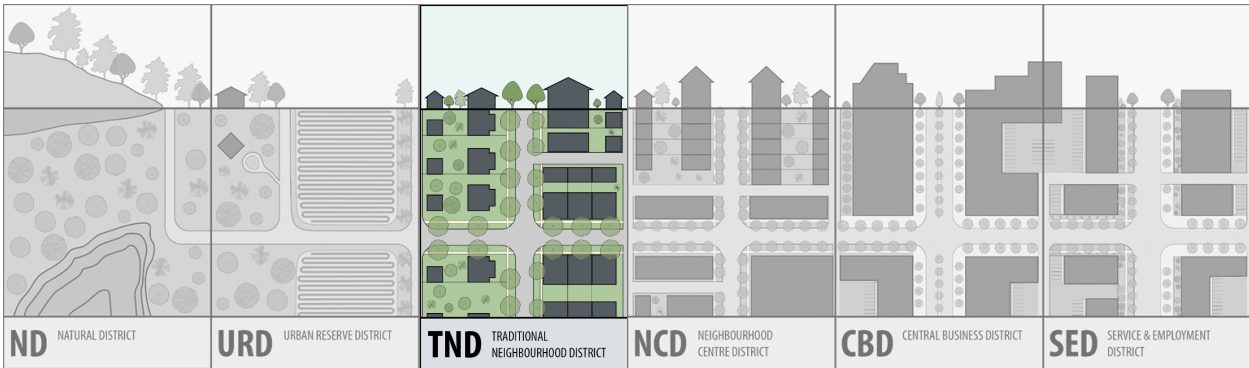 ND NATURAL DISTRICT
URD URBAN RESERVE DISTRICT
TND TRADITIONAL
NEIGHBOURHOOD DISTRICT
NCD NEIGHBOURHOOD
CENTRE DISTRICT
CBD CENTRAL BUSINESS DISTRICT
SED SERVICE & EMPLOYMENT
DISTRICT